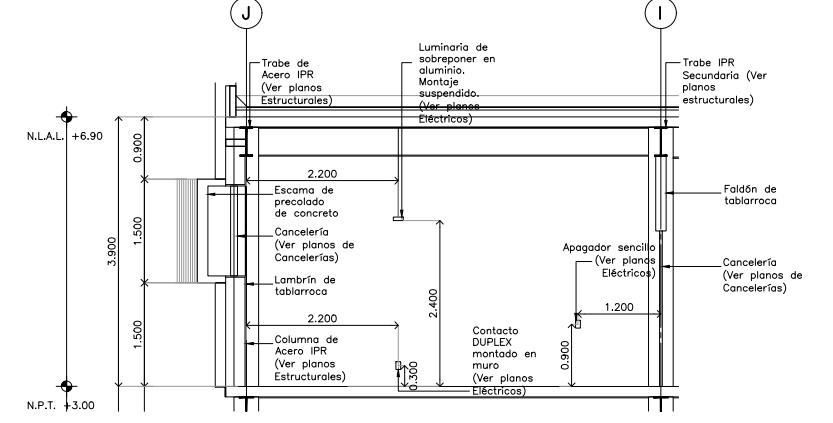 J
I
Trabe de
Acero IPR
(Ver planos
Estructurales)
Luminaria de
sobreponer en
aluminio.
Montaje
suspendido.
(Ver planos
Eléctricos)
Trabe IPR
Secundaria (Ver
planos
estructurales)
N.L.A.L. +6.90
0.900
2.200
Escama de
precolado
de concreto
Faldón de
tablarroca
3.900
1.500
Cancelería
(Ver planos de
Cancelerías)
Apagador sencillo
(Ver planos
Eléctricos)
Cancelería
(Ver planos de
Cancelerías)
Lambrín de
tablarroca
2.400
1.200
2.200
1.500
Columna de
Acero IPR
(Ver planos
Estructurales)
0.300
Contacto
DUPLEX
montado en
muro
(Ver planos
Eléctricos)
0.900
N.P.T. +3.00